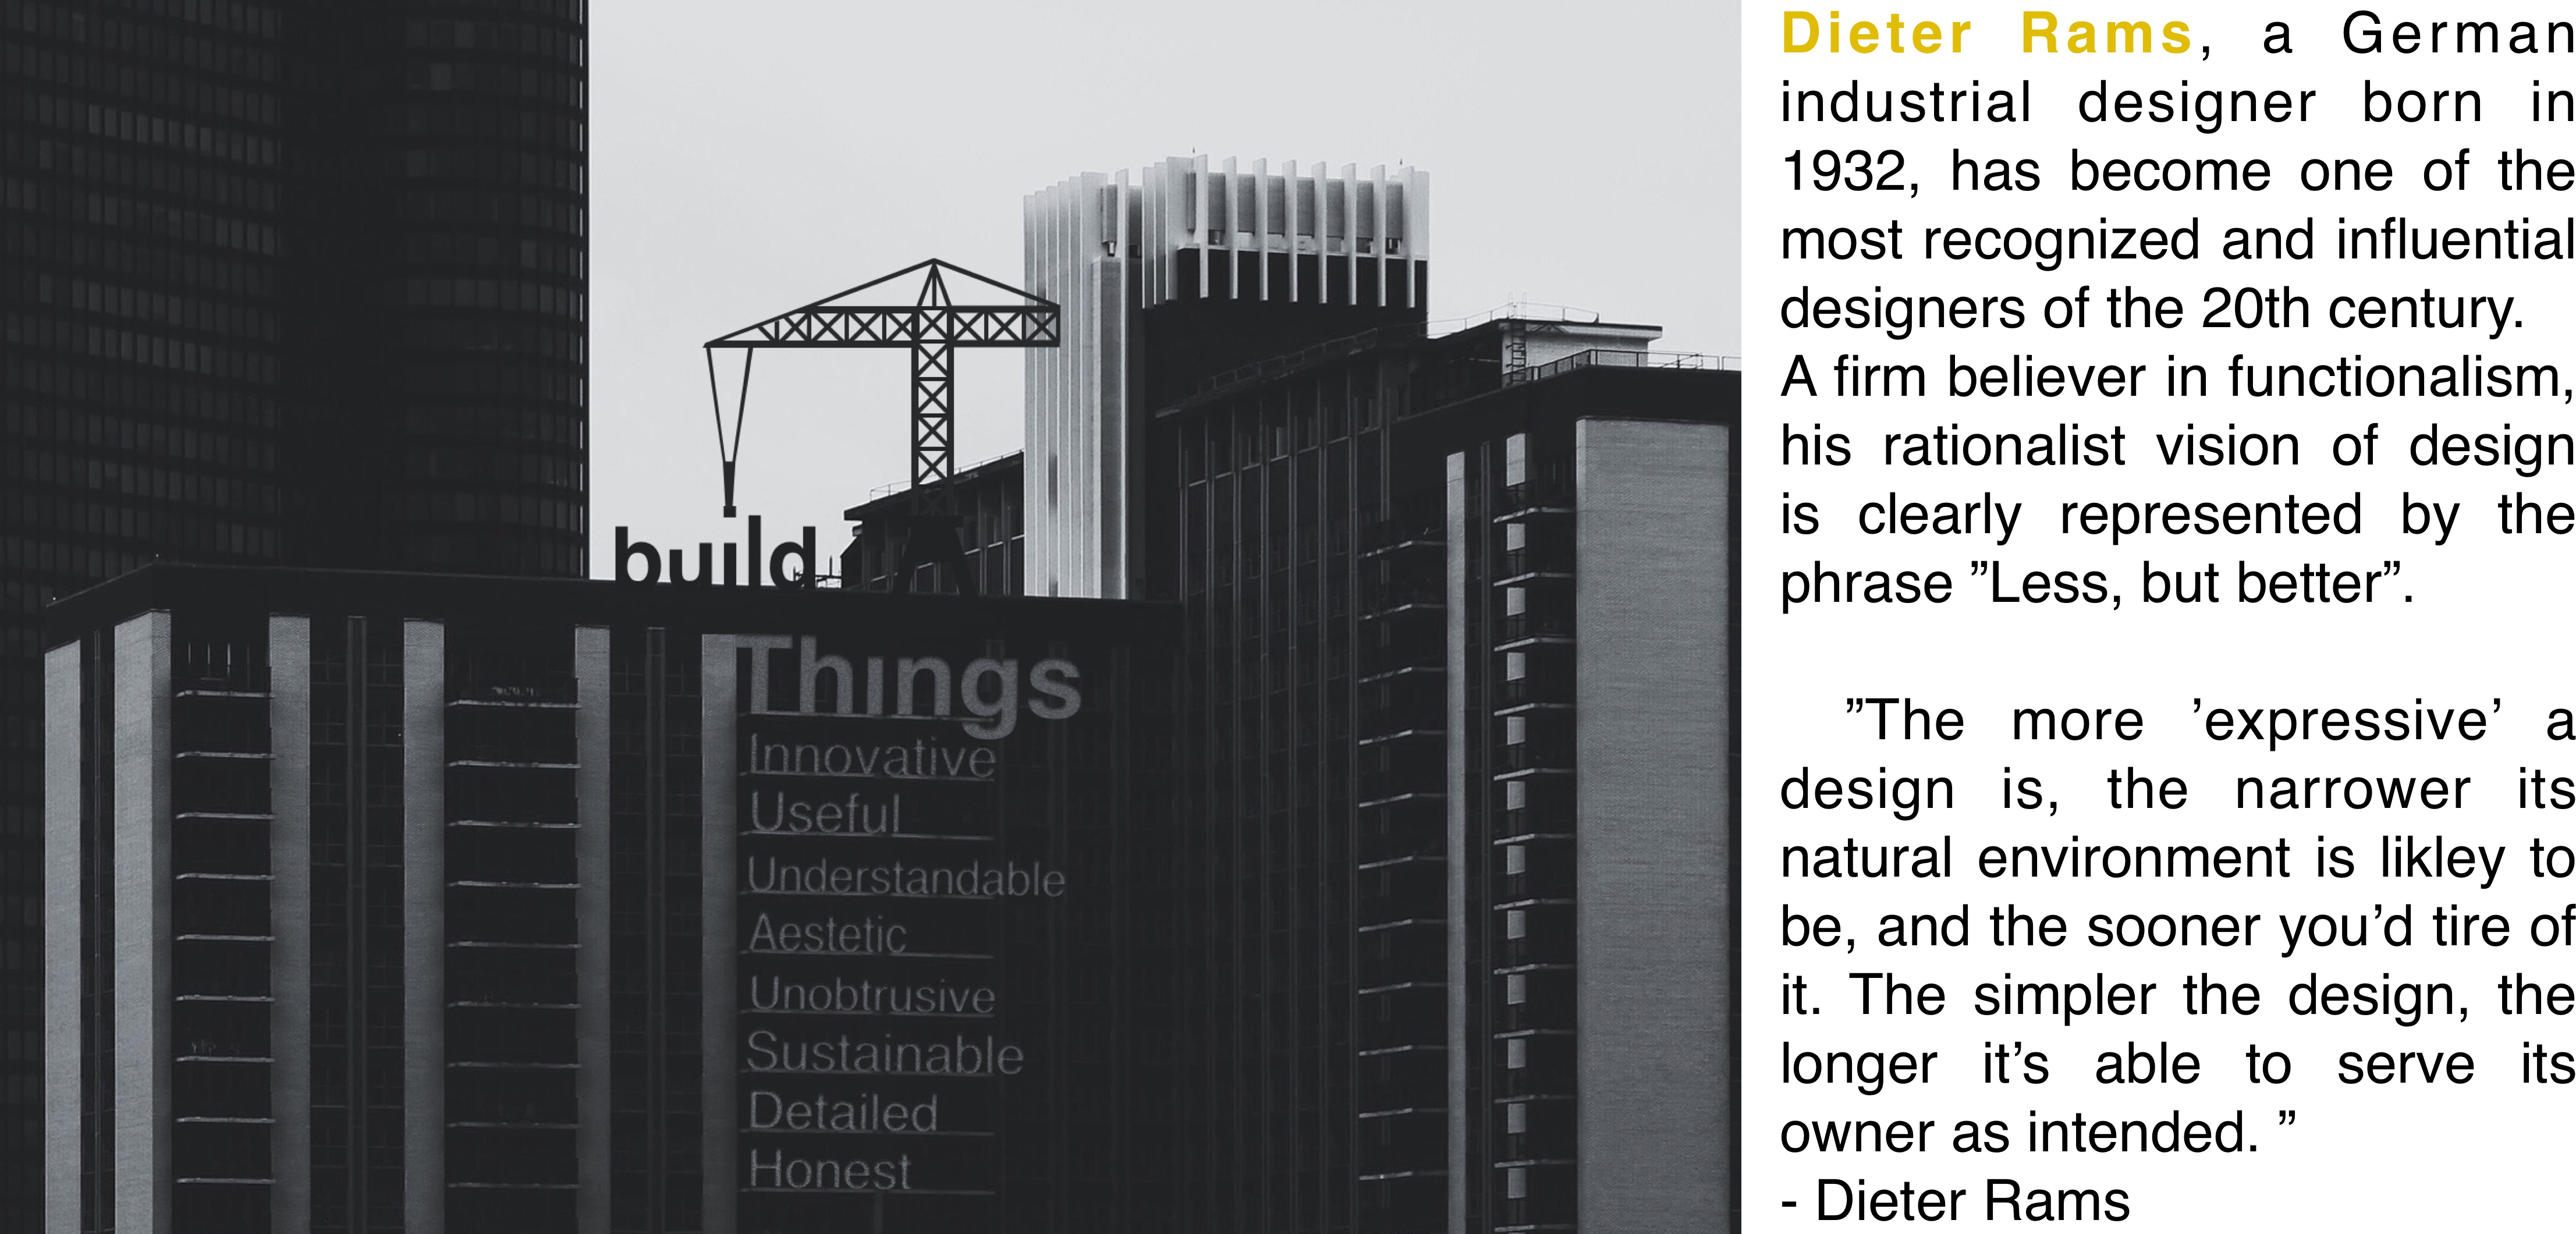 build
Things
Innovative
Useful
Understandable
Aestetic
Unobtrusive
Sustainable
Detailed
Honest
Dieter Rams, a German
industrial designer born in
1932, has become one of the
most recognized and influential
designers of the 20th century.
A firm believer in functionalism,
his rationalist vision of design
is clearly represented by the
phrase ”Less, but better”.
”The more ’expressive’ a
design is, the narrower its
natural environment is likley to
be, and the sooner you’d tire of
it. The simpler the design, the
longer it’s able to serve its
owner as intended. ”
- Dieter Rams